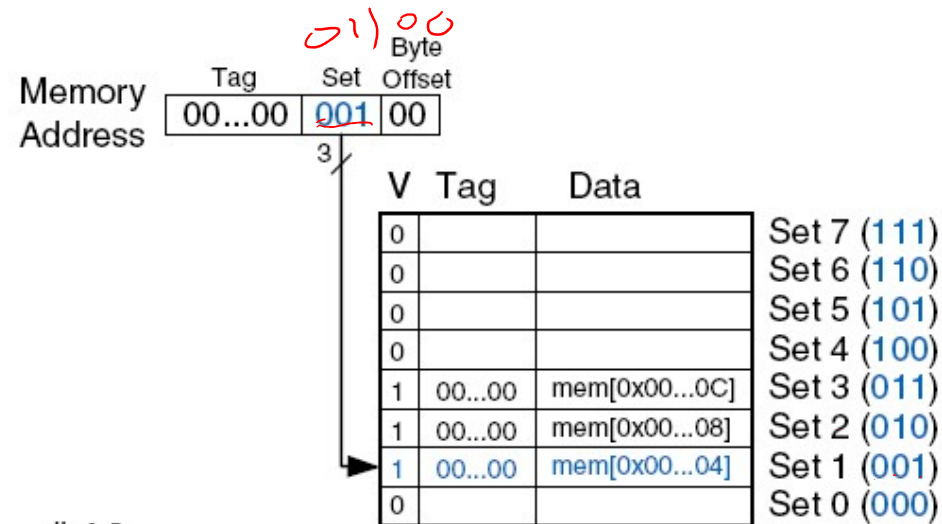 01100
Byte
Tag Set Offset
Memory Address
00...00 001 00
3
V Tag Data
0 Set 7 (111)
0 Set 6 (110)
0 Set 5 (101)
0 Set 4 (100)
1 00...00 mem[0x00...0C] Set 3 (011)
1 00...00 mem[0x00...08] Set 2 (010)
1 00...00 mem[0x00...04] Set 1 (001)
0 Set 0 (000)